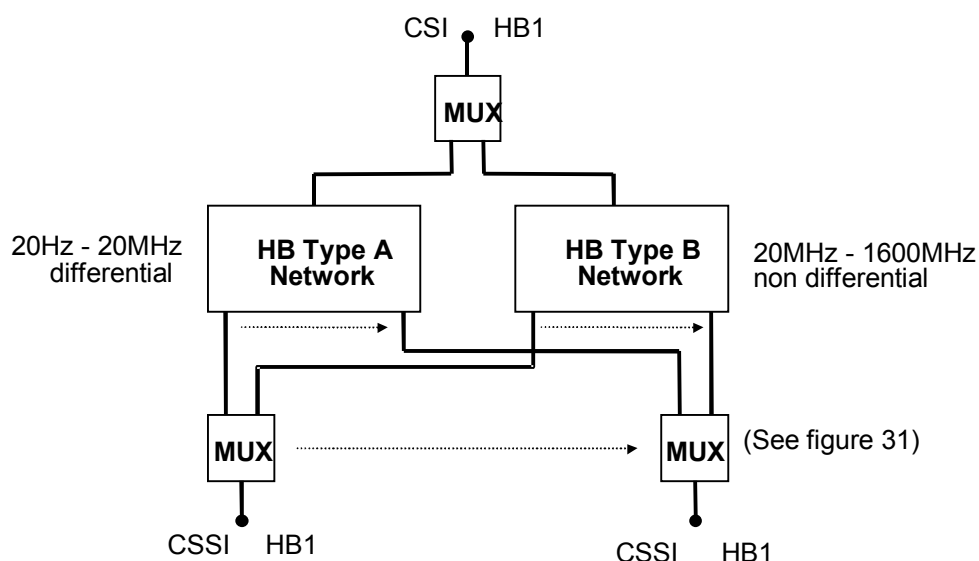 CSI HB1
MUX
HB Type A
Network
HB Type B
Network
20Hz - 20MHz
differential
20MHz - 1600MHz
non differential
MUX
MUX
(See figure 31)
CSSI HB1
CSSI HB1